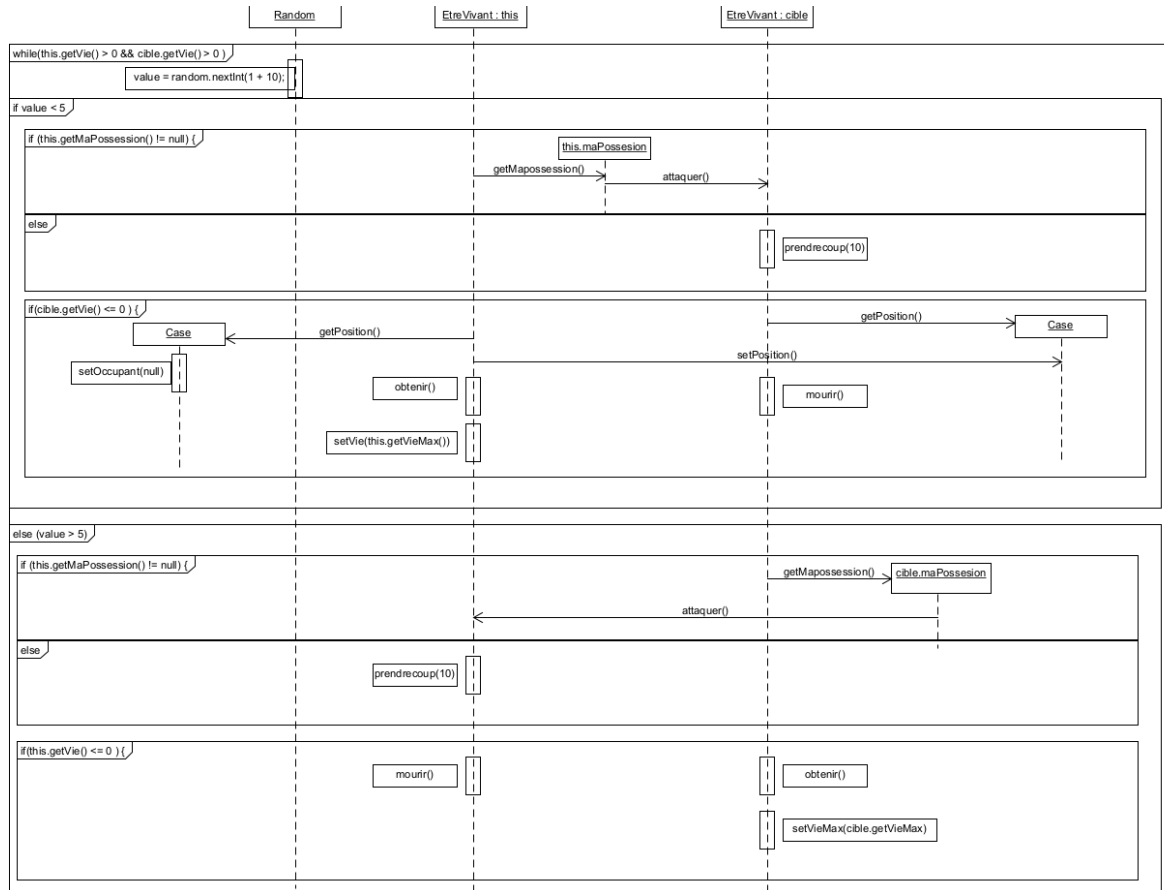 Random
EtreVivant : this
EtreVivant : cible
while(this.getVie() > 0 && cible.getVie() > 0 )
value = random.nextInt(1 + 10);
if value < 5
if (this.getMaPossession() != null) {
this.maPossesion
getMapossession()
attaquer()
else
prendrecoup(10)
if(cible.getVie() <= 0 ) {
Case
getPosition()
getPosition()
Case
setPosition()
setOccupant(null)
obtenir()
mourir()
setVie(this.getVieMax())
else (value > 5)
if (this.getMaPossession() != null) {
getMapossession()
cible.maPossesion
attaquer()
else
prendrecoup(10)
if(this.getVie() <= 0 ) {
mourir()
obtenir()
setVieMax(cible.getVieMax)